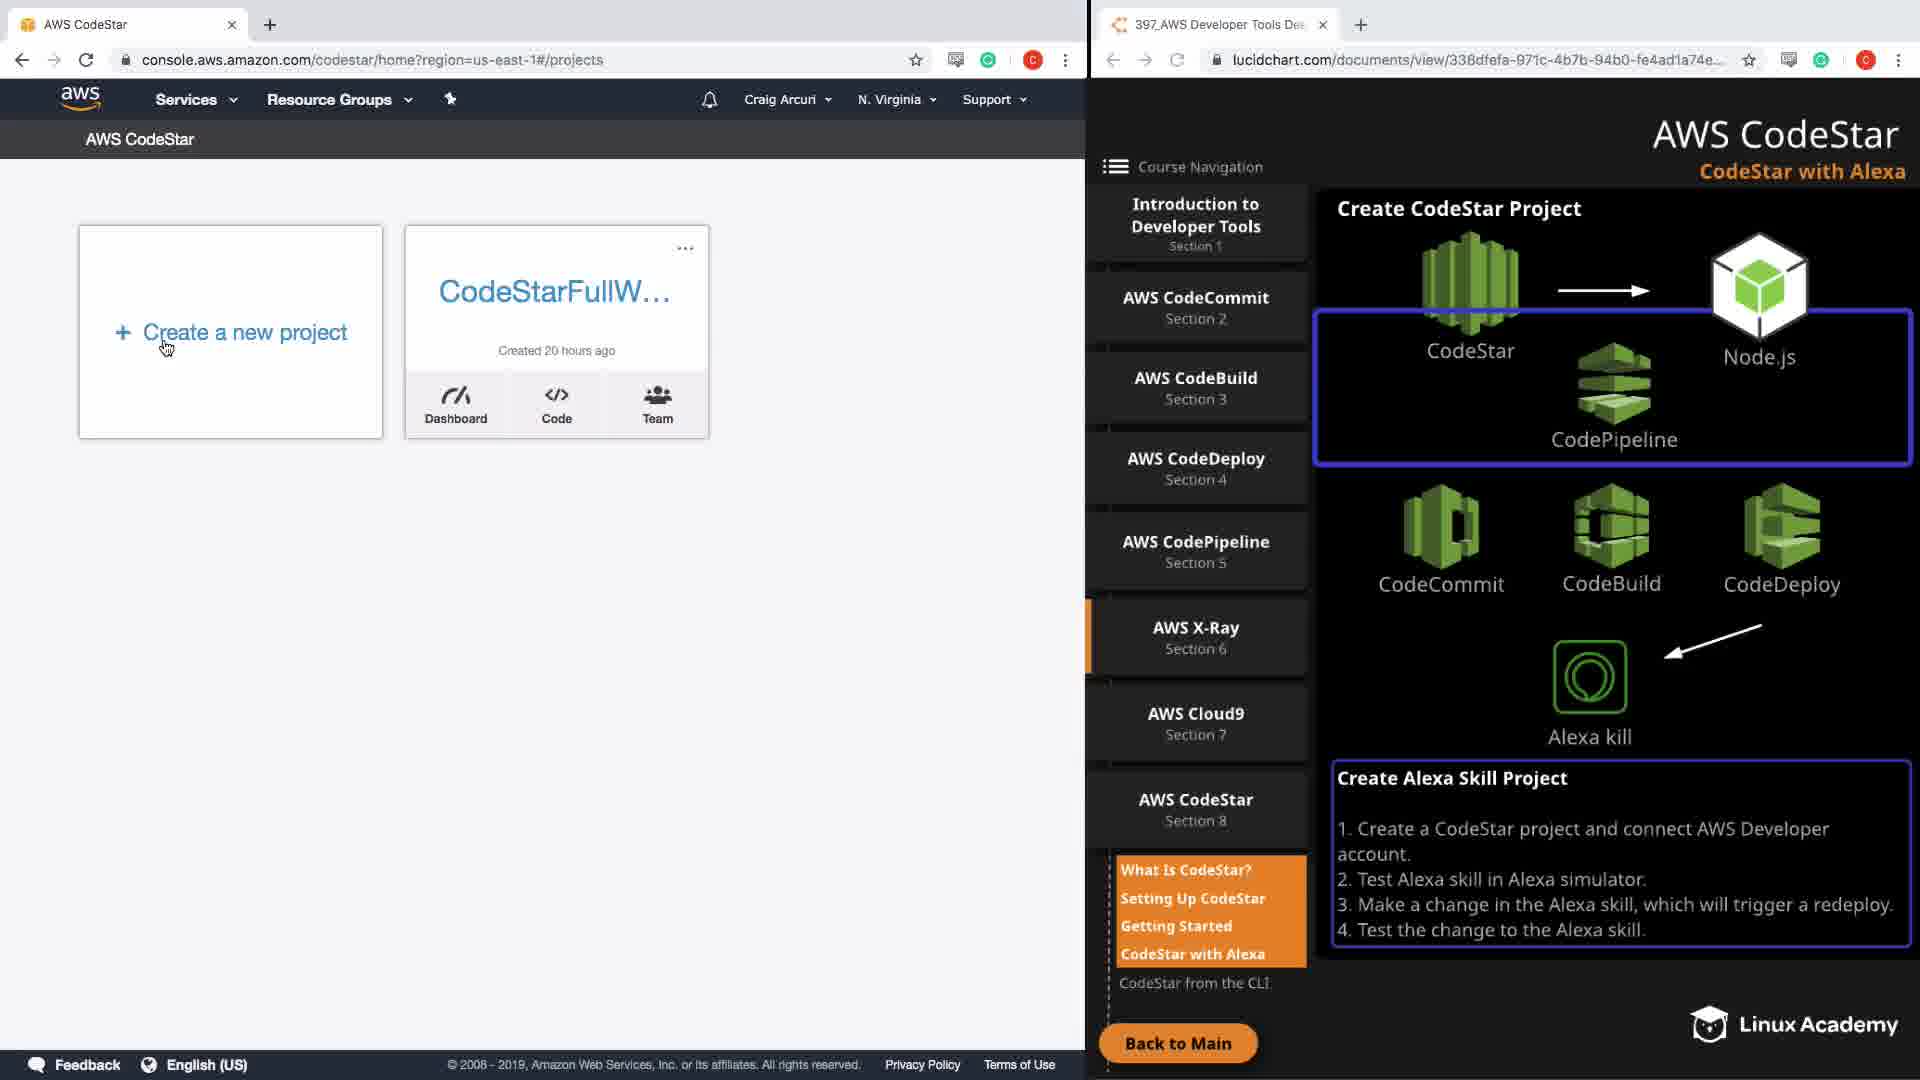 AWS CodeStar
console.aws.amazon.com/codestar/home?region=us-east-1#/projects
C
aws
Services
Resource Groups
Craig Arcuri
N. Virginia
Support
AWS CodeStar
+ Create a new project
...
CodeStarFullW...
Created 20 hours ago
Dashboard
Code
Team
Feedback
English (US)
© 2008 - 2019, Amazon Web Services, Inc. or its affiliates. All rights reserved.
Privacy Policy
Terms of Use
397_AWS Developer Tools Dee
lucidchart.com/documents/view/338dfefa-971c-4b7b-94b0-fe4ad1a74e...
C
AWS CodeStar
CodeStar with Alexa
Course Navigation
Introduction to
Developer Tools
Section 1
AWS CodeCommit
Section 2
AWS CodeBuild
Section 3
AWS CodeDeploy
Section 4
AWS CodePipeline
Section 5
AWS X-Ray
Section 6
AWS Cloud9
Section 7
AWS CodeStar
Section 8
What Is CodeStar?
Setting Up CodeStar
Getting Started
CodeStar with Alexa
CodeStar from the CLI
Back to Main
Create CodeStar Project
CodeStar
Node.js
CodePipeline
CodeCommit
CodeBuild
CodeDeploy
Alexa kill
Create Alexa Skill Project
1. Create a CodeStar project and connect AWS Developer
account.
2. Test Alexa skill in Alexa simulator.
3. Make a change in the Alexa skill, which will trigger a redeploy.
4. Test the change to the Alexa skill.
Linux Academy